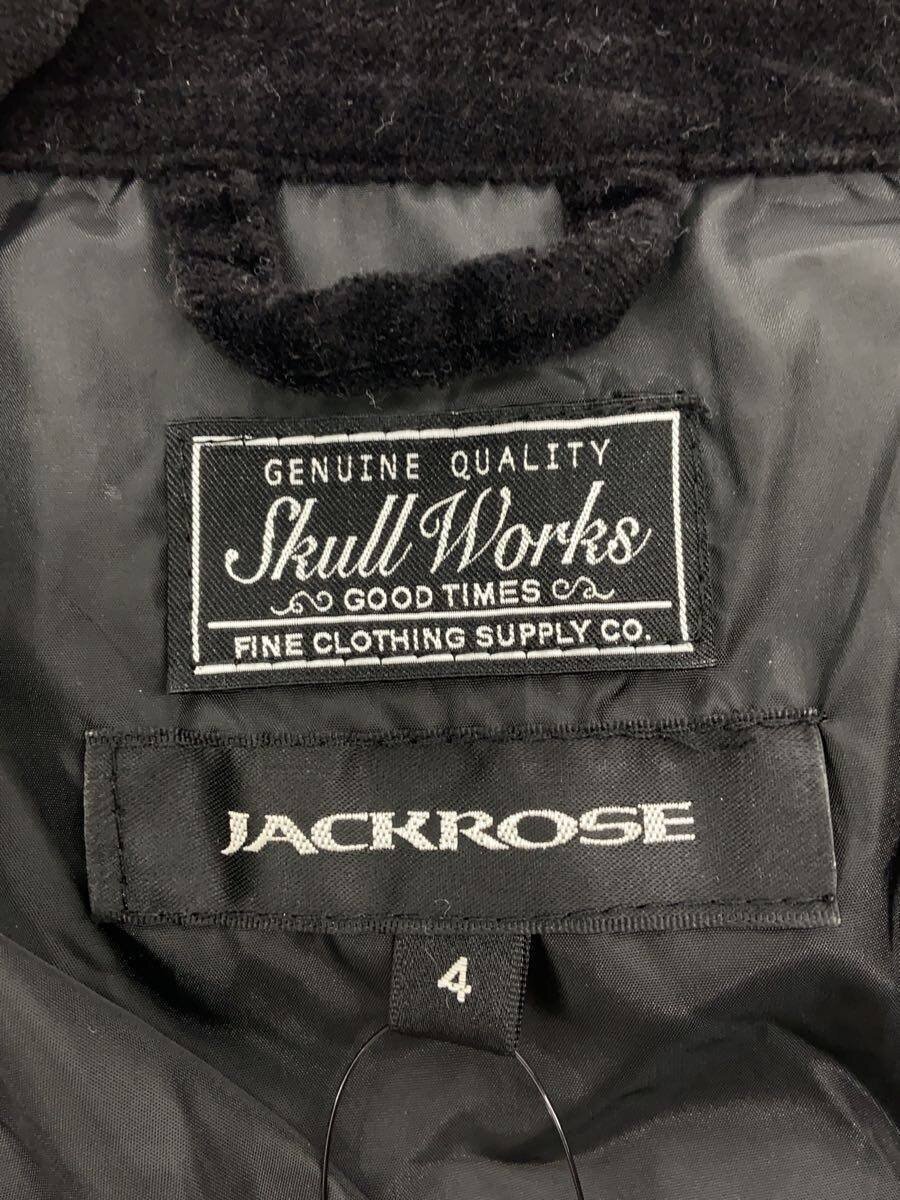 GENUINE QUALITY
Skull Works
GOOD TIMES
FINE CLOTHING SUPPLY CO.
JACKROSE
4